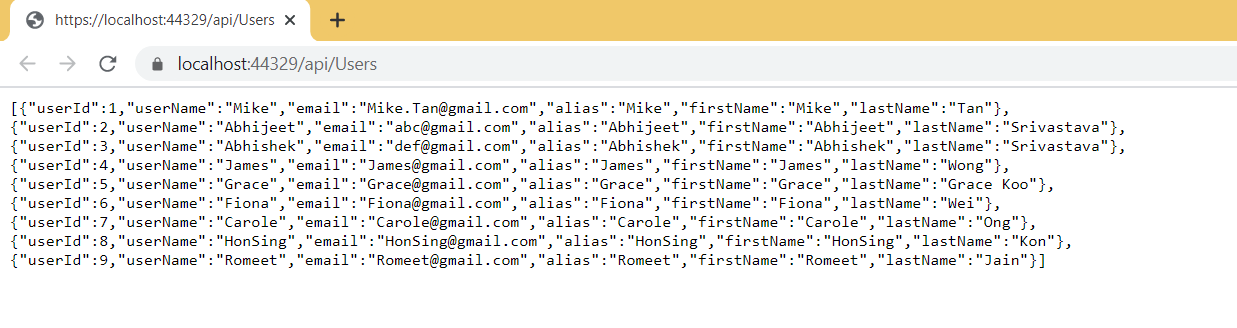 https://localhost:44329/api/Users
localhost:44329/api/Users
[{"userId":1,"userName":"Mike","email":"Mike.Tan@gmail.com","alias":"Mike","firstName":"Mike","lastName":"Tan"},
{"userId":2,"userName":"Abhijeet","email":"abc@gmail.com","alias":"Abhijeet","firstName":"Abhijeet","lastName":"Srivastava"},
{"userId":3,"userName":"Abhishek","email":"def@gmail.com","alias":"Abhishek","firstName":"Abhishek","lastName":"Srivastava"},
{"userId":4,"userName":"James","email":"James@gmail.com","alias":"James","firstName":"James","lastName":"Wong"},
{"userId":5,"userName":"Grace","email":"Grace@gmail.com","alias":"Grace","firstName":"Grace","lastName":"Grace Koo"},
{"userId":6,"userName":"Fiona","email":"Fiona@gmail.com","alias":"Fiona","firstName":"Fiona","lastName":"Wei"},
{"userId":7,"userName":"Carole","email":"Carole@gmail.com","alias":"Carole","firstName":"Carole","lastName":"Ong"},
{"userId":8,"userName":"HonSing","email":"HonSing@gmail.com","alias":"HonSing","firstName":"HonSing","lastName":"Kon"},
{"userId":9,"userName":"Romeet","email":"Romeet@gmail.com","alias":"Romeet","firstName":"Romeet","lastName":"Jain"}]